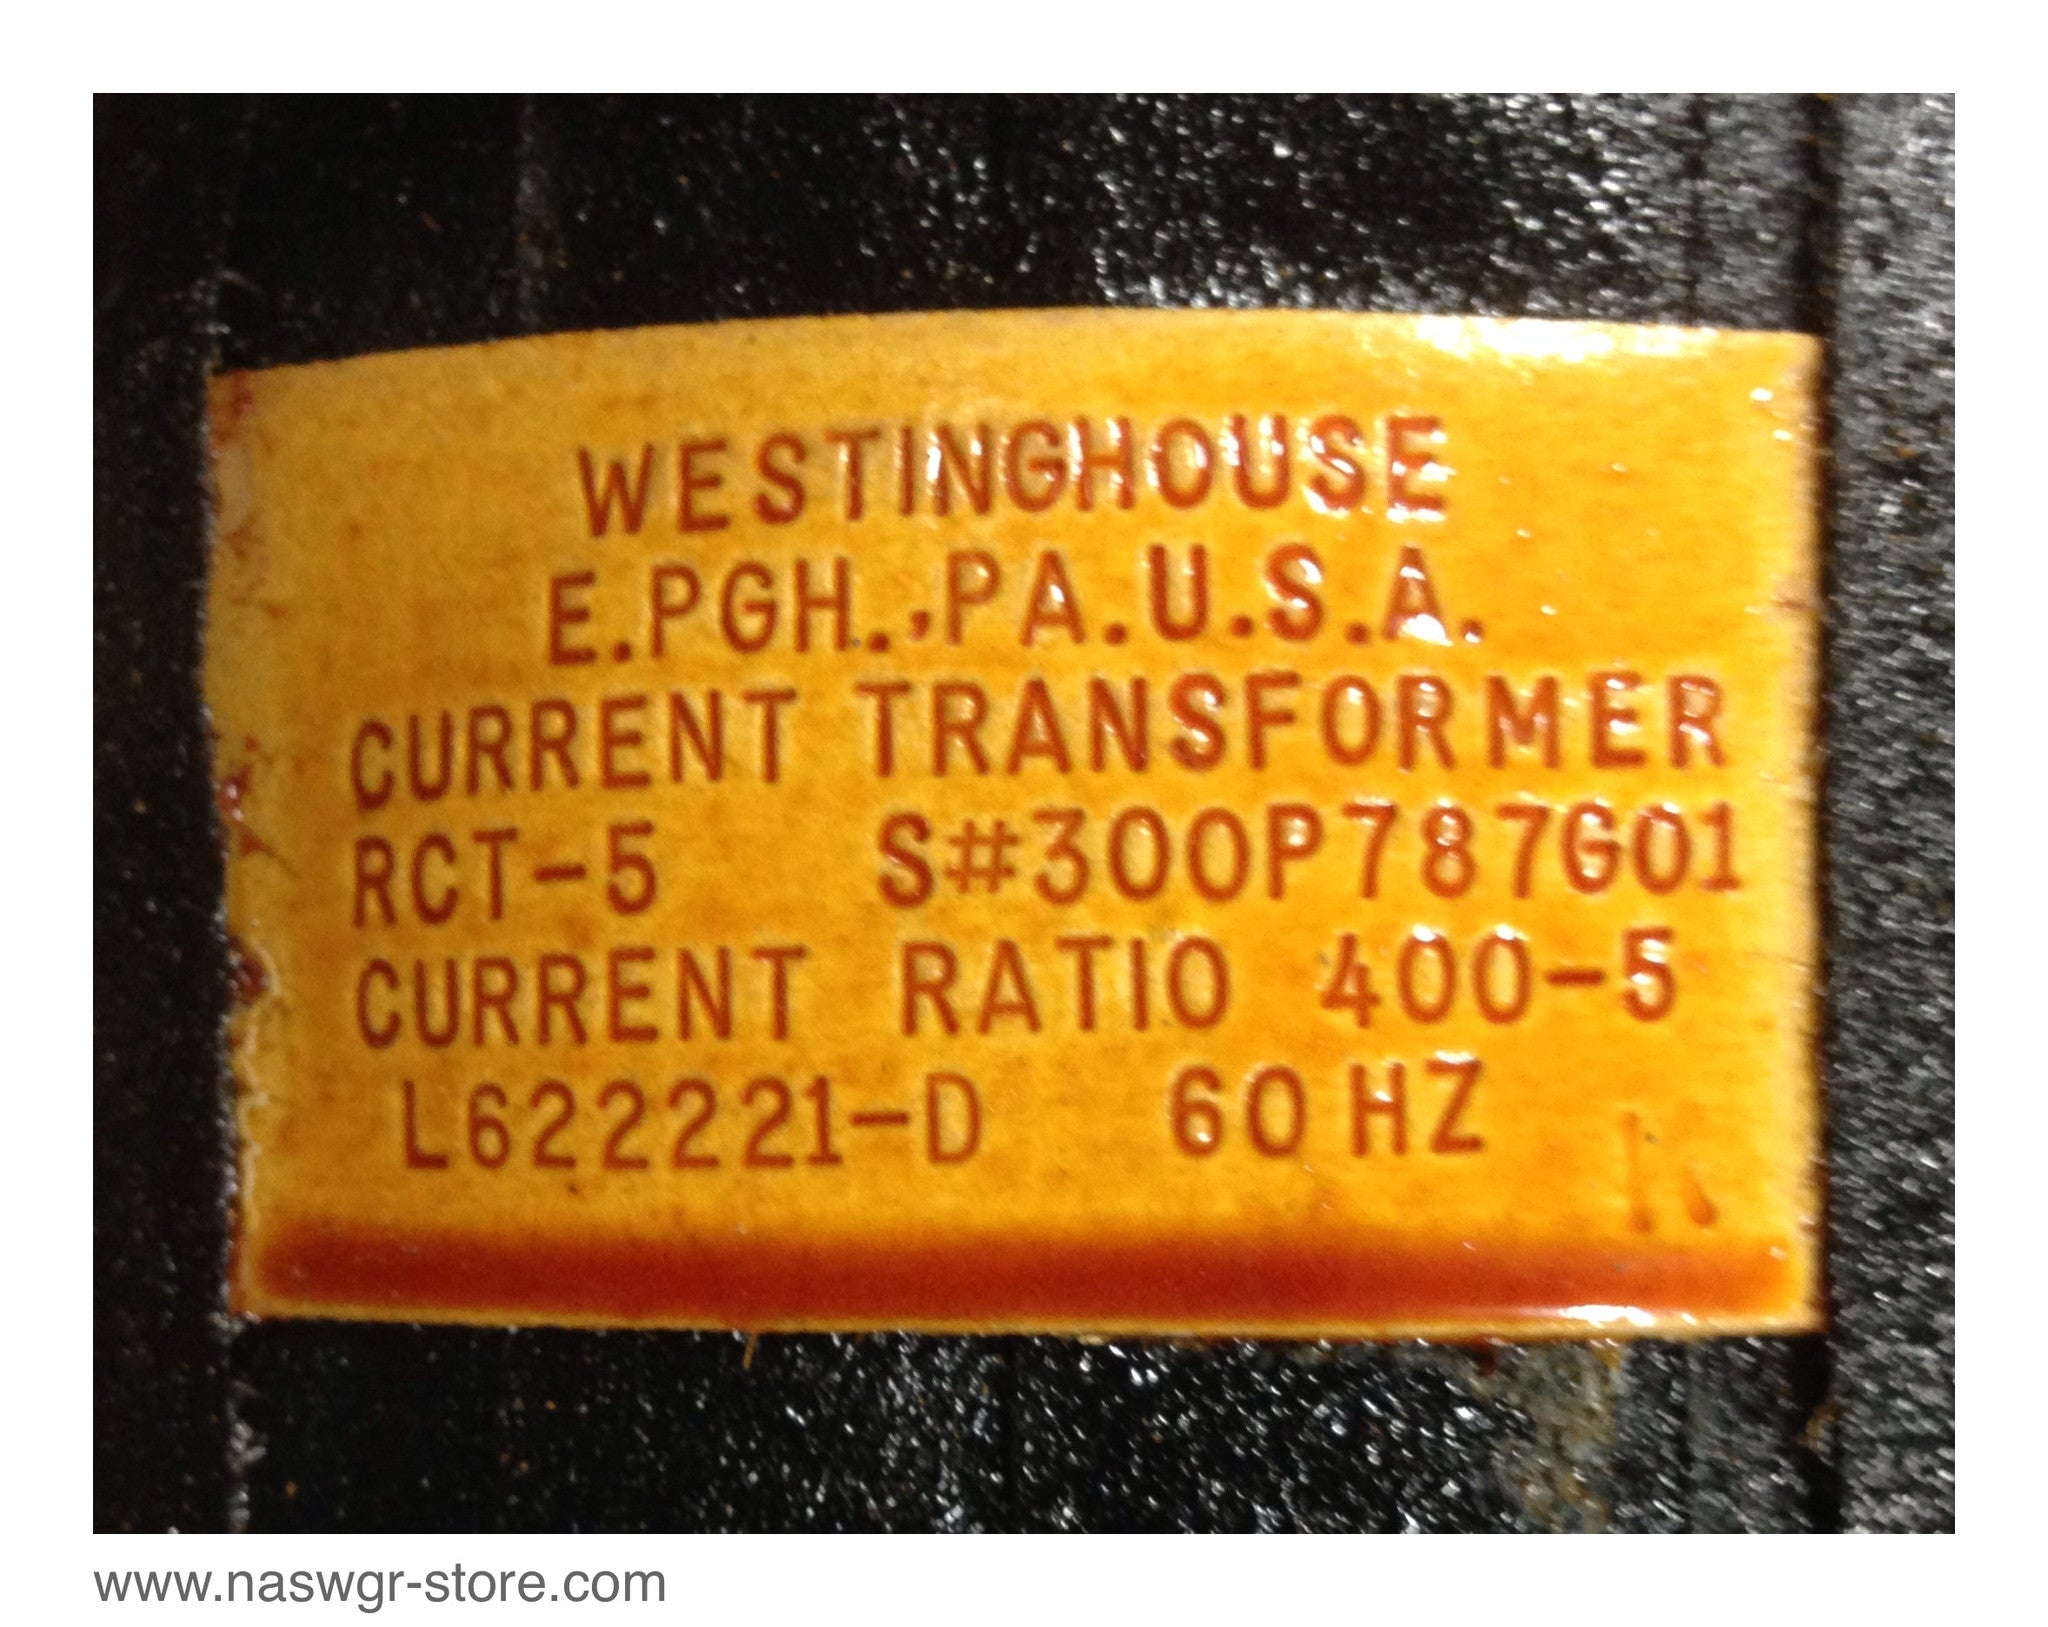 WESTINGHOUSE
E.PGH.,PA.U.S.A.
CURRENT TRANSFORMER
RCT-5 S#300P787G01
CURRENT RATIO 400-5
L622221-D 60 HZ
www.naswgr-store.com